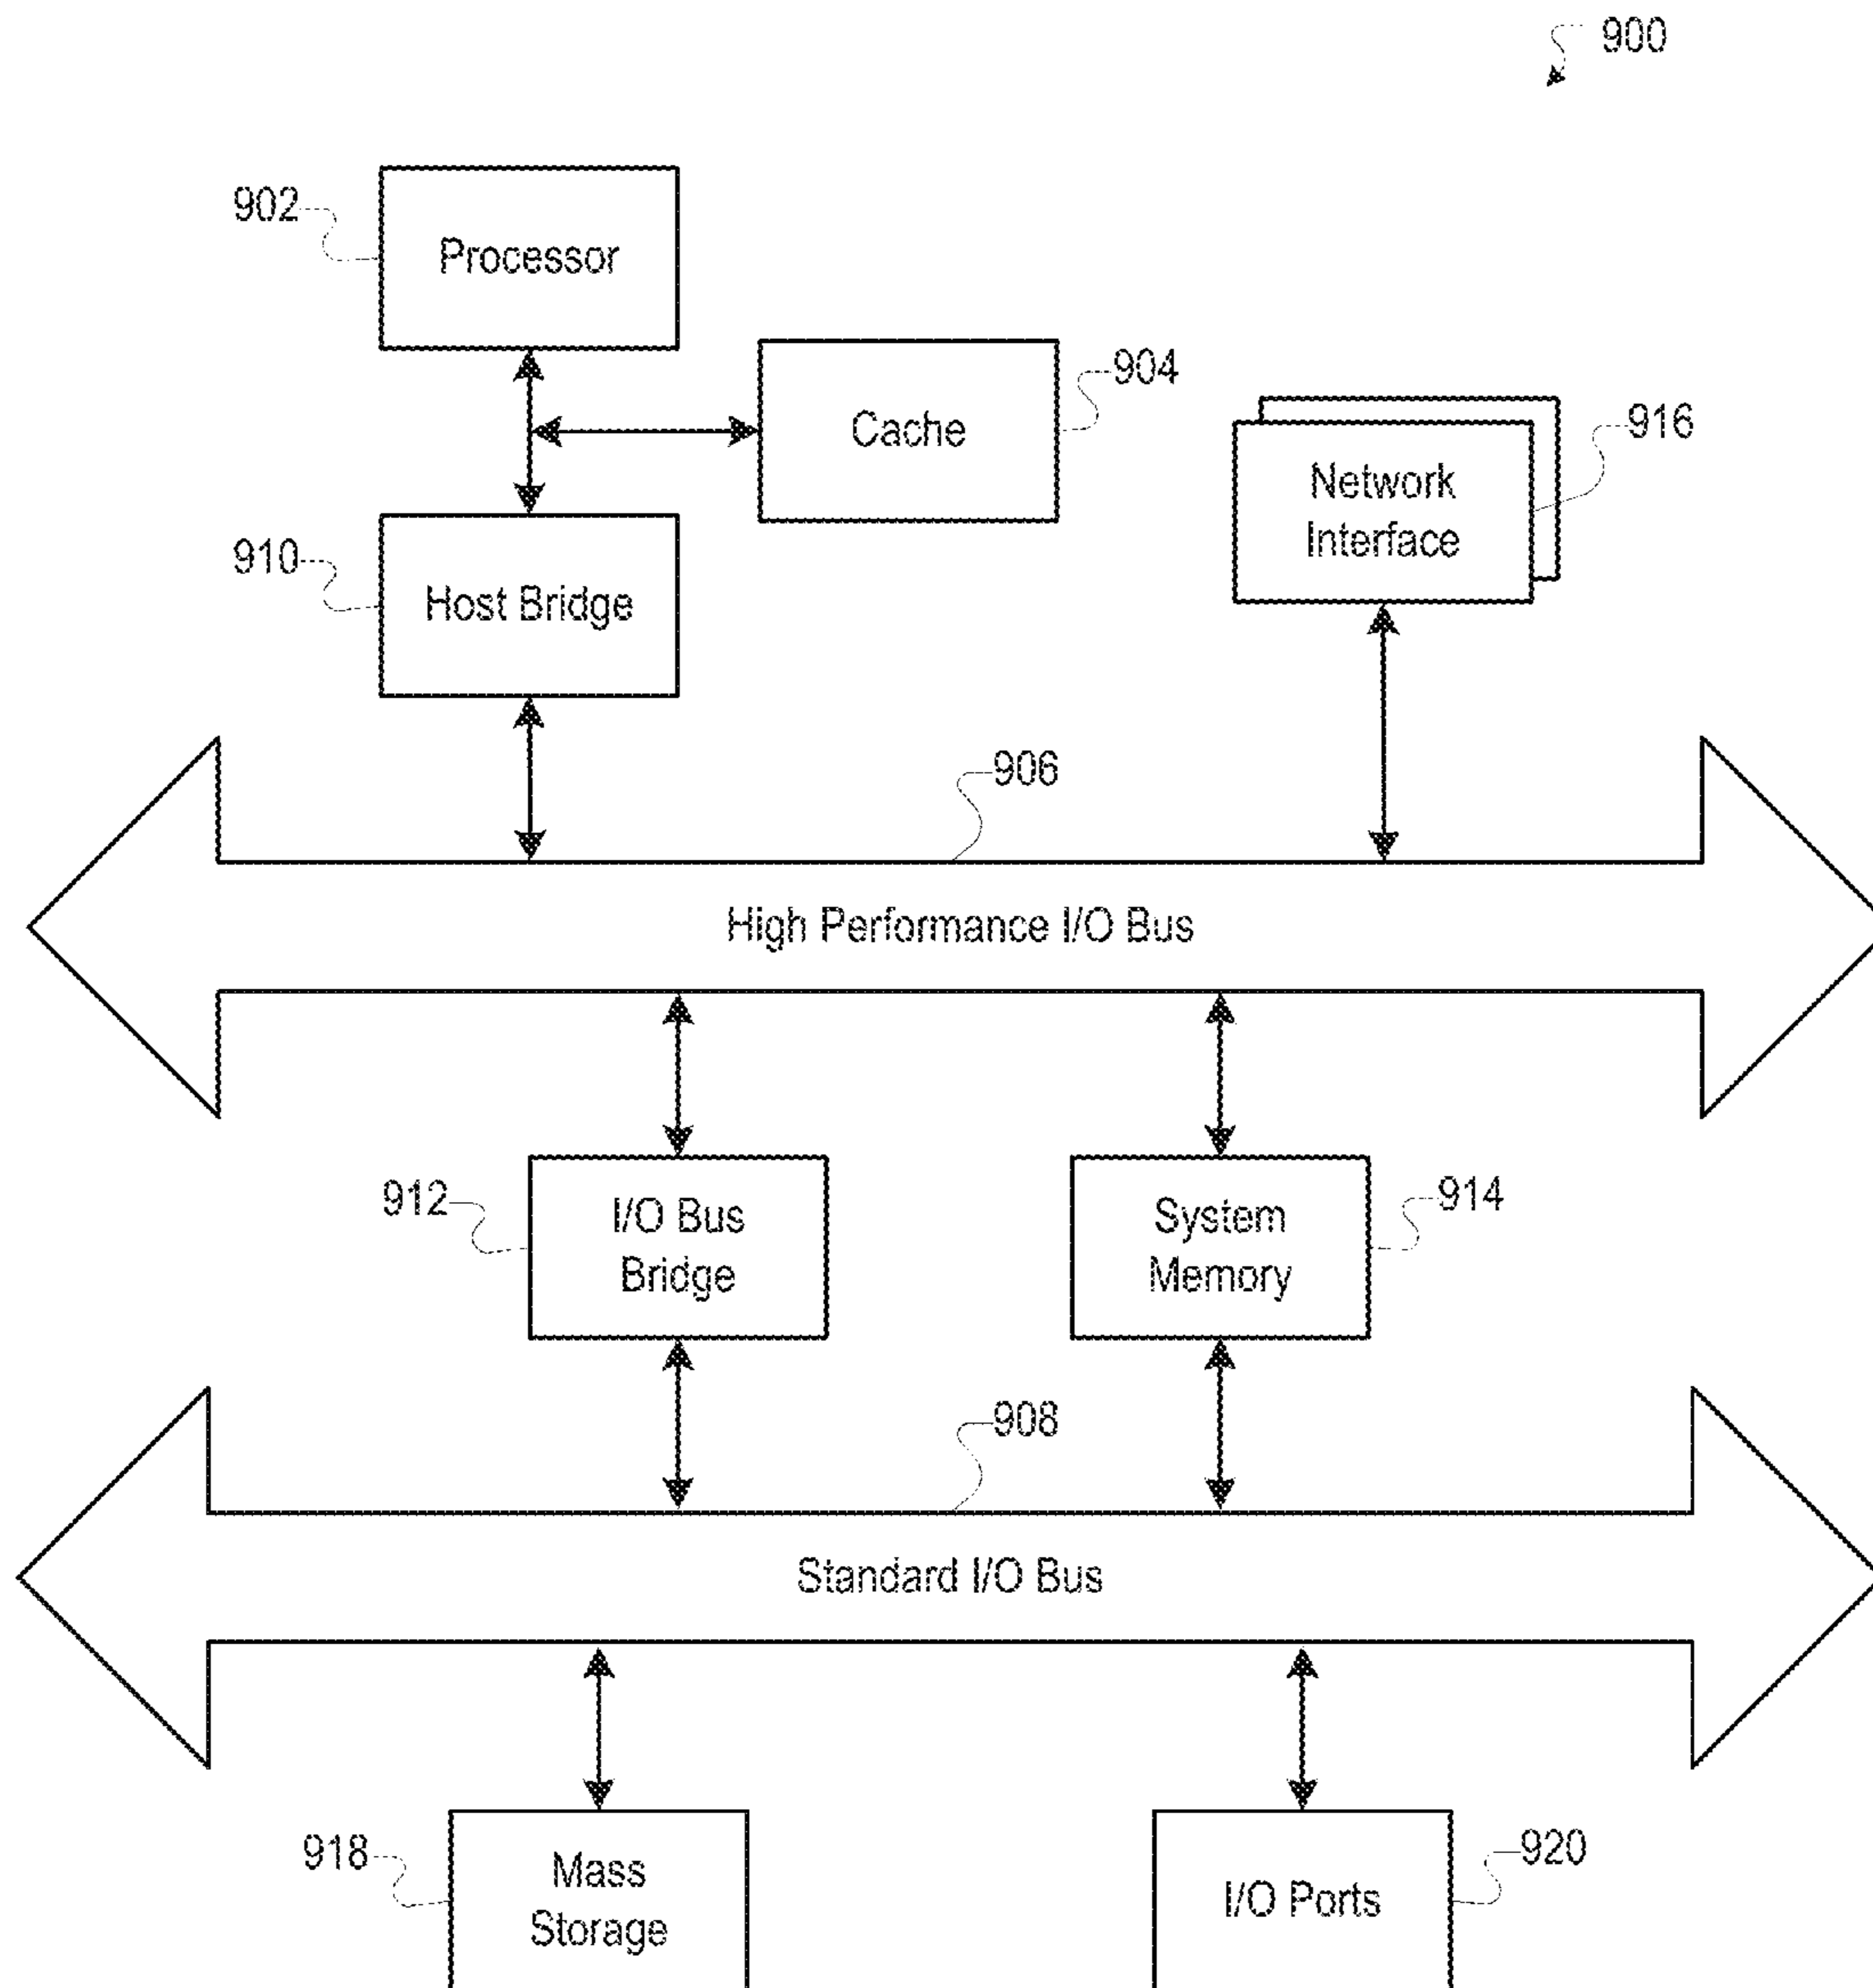 900
902
Processor
904
Cache
916
Network
Interface
910
Host Bridge
906
High Performance I/O Bus
912
I/O Bus
Bridge
System
Memory
914
908
Standard I/O Bus
918
Mass
Storage
I/O Ports
920